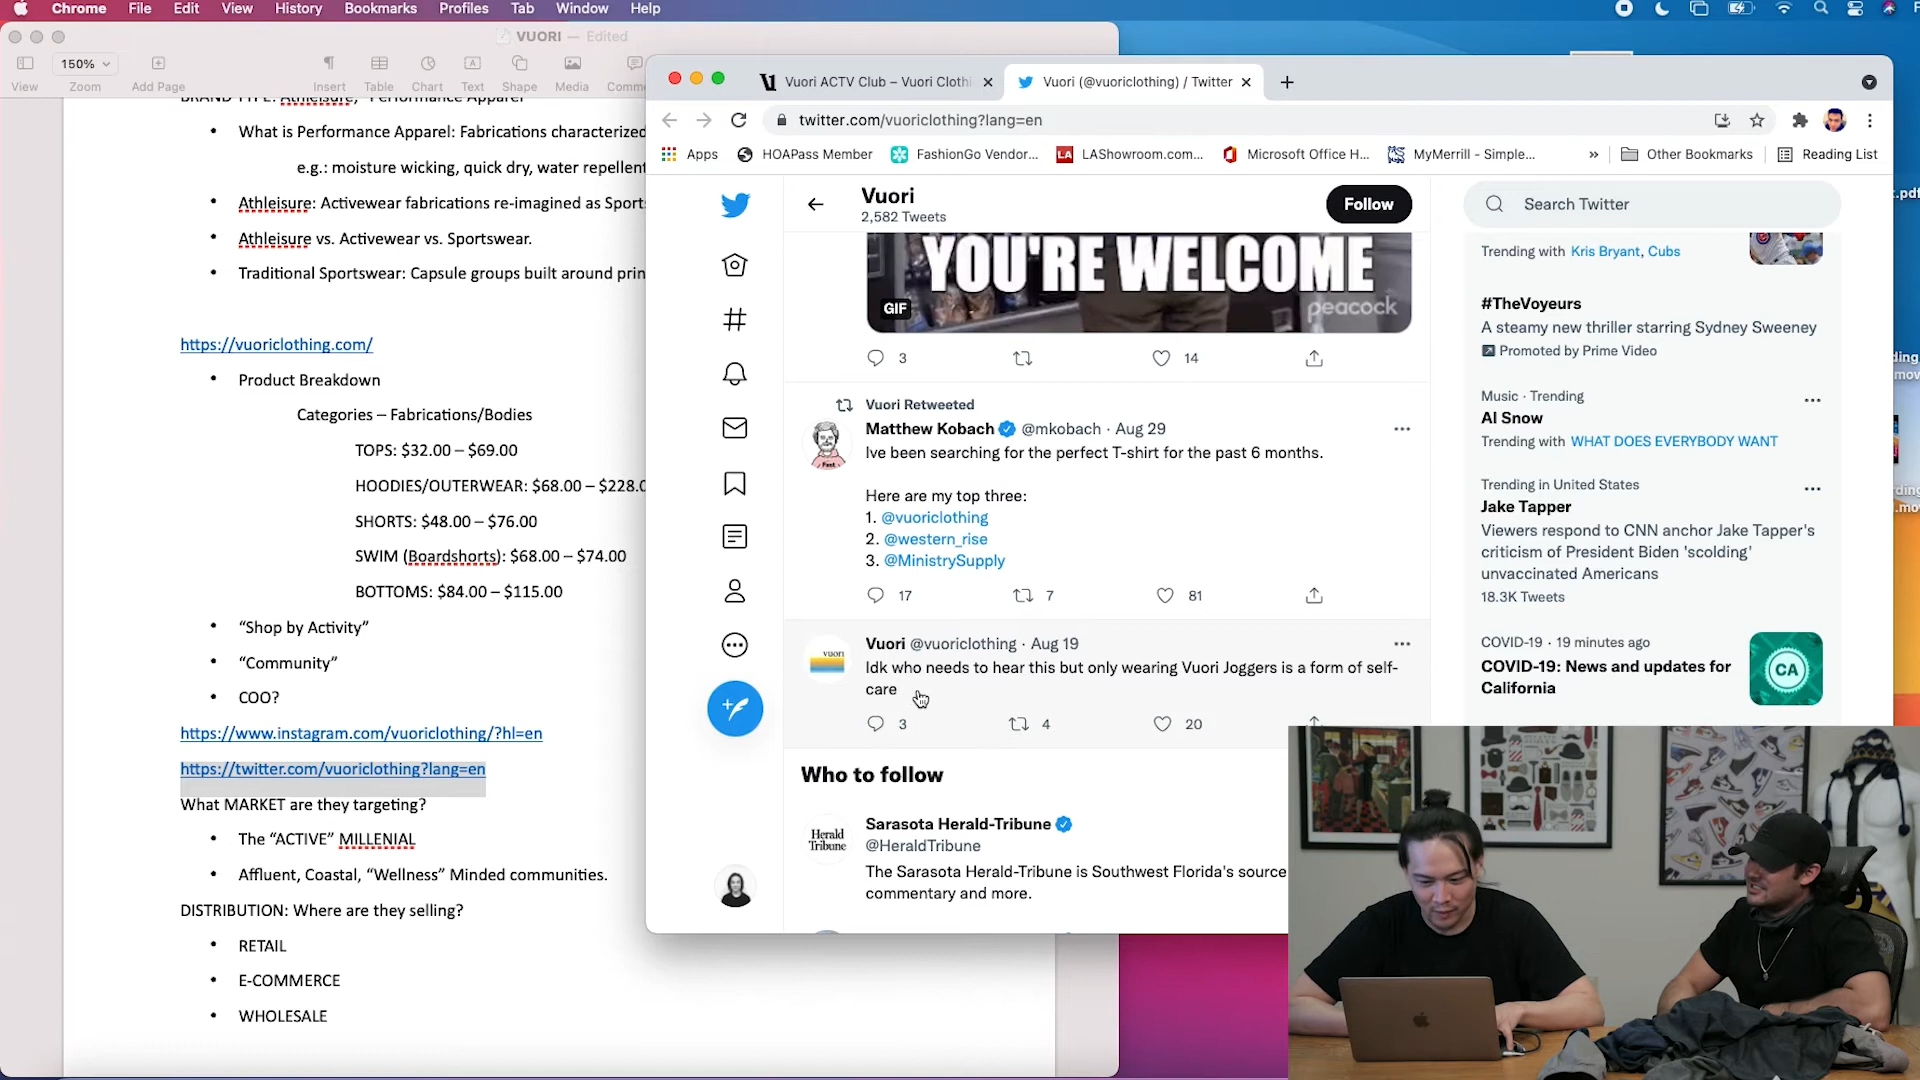 Chrome File Edit View History Bookmarks Profiles Tab Window Help
VUORI — Edited
150%
View Zoom Add Page Insert Table Chart Text Shape Media
• What is Performance Apparel: Fabrications characterized
e.g.: moisture wicking, quick dry, water repellent
• Athleisure: Activewear fabrications re-imagined as Sports
• Athleisure vs. Activewear vs. Sportswear.
• Traditional Sportswear: Capsule groups built around
https://vuoriclothing.com/
• Product Breakdown
Categories – Fabrications/Bodies
TOPS: $32.00 – $69.00
HOODIES/OUTERWEAR: $68.00 – $228.0
SHORTS: $48.00 – $76.00
SWIM (Boardshorts): $68.00 – $74.00
BOTTOMS: $84.00 – $115.00
• “Shop by Activity”
• “Community”
• COO?
https://www.instagram.com/vuoriclothing/?hl=en
https://twitter.com/vuoriclothing?lang=en
What MARKET are they targeting?
• The “ACTIVE” MILLENIAL
• Affluent, Coastal, “Wellness” Minded communities.
DISTRIBUTION: Where are they selling?
• RETAIL
• E-COMMERCE
• WHOLESALE
Vuori ACTV Club – Vuori Clothi
Vuori (@vuoriclothing) / Twitter
twitter.com/vuoriclothing?lang=en
Apps HOAPass Member FashionGo Vendor... LA LAShowroom.com... Microsoft Office H... MyMerrill - Simple... » Other Bookmarks Reading List
Vuori
2,582 Tweets
Follow
YOU'RE WELCOME
GIF
peacock
3 14
Vuori Retweeted
Matthew Kobach @mkobach · Aug 29
Ive been searching for the perfect T-shirt for the past 6 months.
Here are my top three:
1. @vuoriclothing
2. @western_rise
3. @MinistrySupply
17 7 81
vuori
Vuori @vuoriclothing · Aug 19
Idk who needs to hear this but only wearing Vuori Joggers is a form of self-
care
3 4 20
Who to follow
Herald
Tribune
Sarasota Herald-Tribune
@HeraldTribune
The Sarasota Herald-Tribune is Southwest Florida's source
commentary and more.
Search Twitter
Trending with Kris Bryant, Cubs
#TheVoyeurs
A steamy new thriller starring Sydney Sweeney
Promoted by Prime Video
Music · Trending
Al Snow
Trending with WHAT DOES EVERYBODY WANT
Trending in United States
Jake Tapper
Viewers respond to CNN anchor Jake Tapper's
criticism of President Biden 'scolding'
unvaccinated Americans
18.3K Tweets
COVID-19 · 19 minutes ago
COVID-19: News and updates for
California
CA
.pdf
ding
mov
ding
.mo